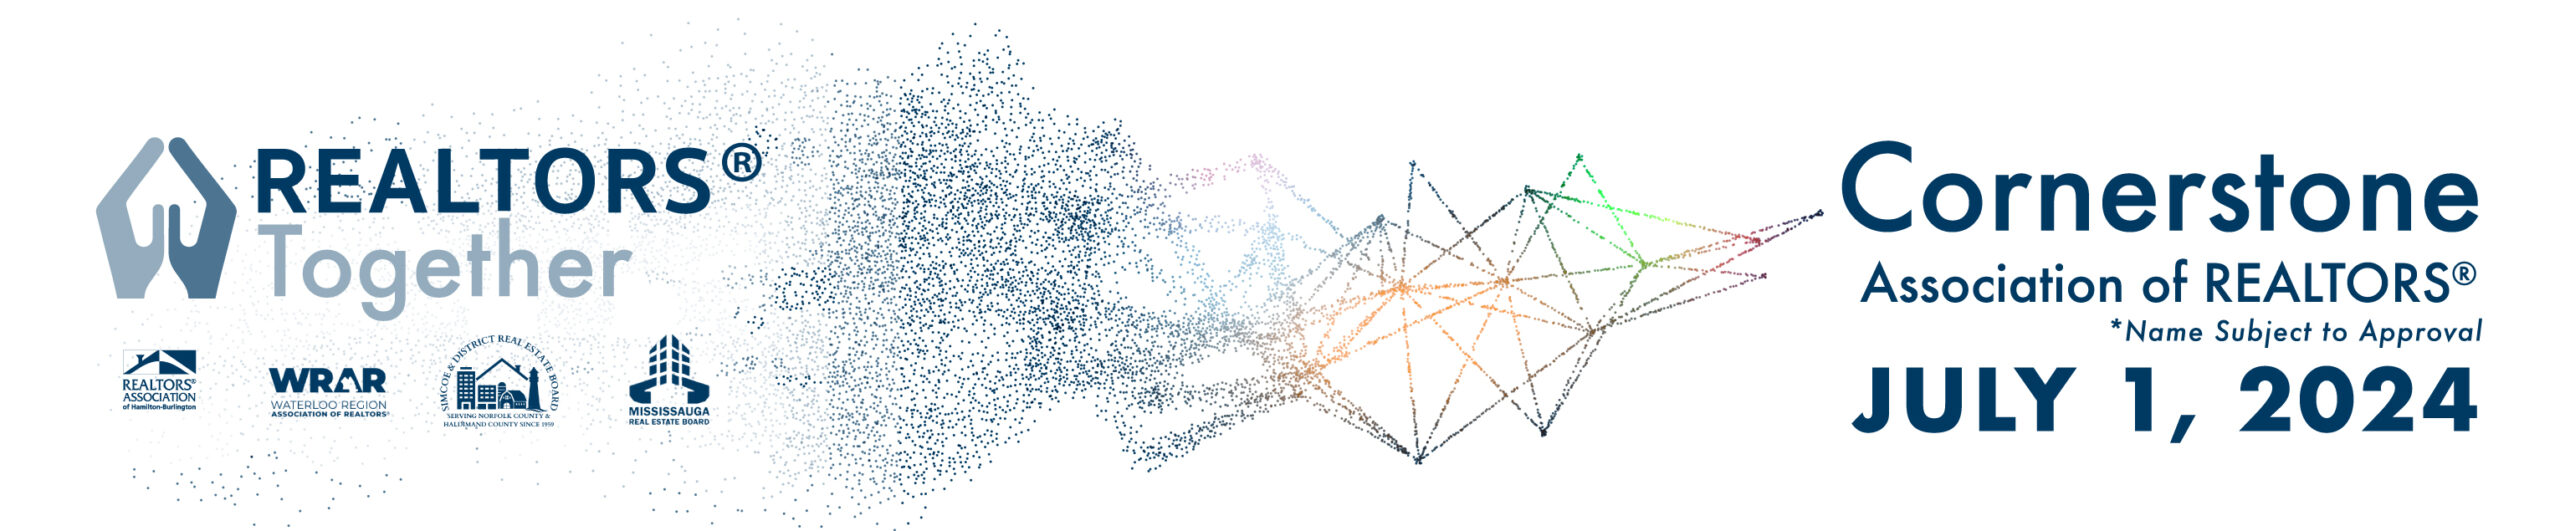 REALTORS®
Together
REALTORS®
ASSOCIATION
of Hamilton-Burlington
WRAR
WATERLOO REGION
ASSOCIATION OF REALTORS®
SIMCOE & DISTRICT REAL ESTATE BOARD
SERVING NORFOLK COUNTY &
HALDIMAND COUNTY SINCE 1959
MISSISSAUGA
REAL ESTATE BOARD
Cornerstone
Association of REALTORS®
*Name Subject to Approval
JULY 1, 2024